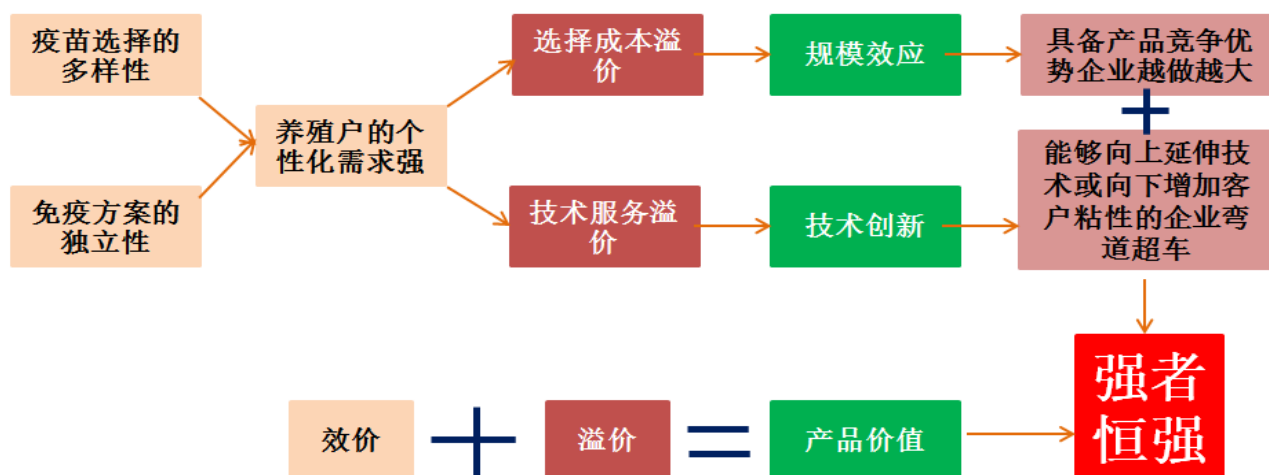 疫苗选择的
多样性
免疫方案的
独立性
养殖户的个
性化需求强
选择成本溢
价
技术服务溢
价
规模效应
技术创新
具备产品竞争优
势企业越做越大
+
能够向上延伸技
术或向下增加客
户粘性的企业弯
道超车
效价
+
溢价
=
产品价值
强者
恒强